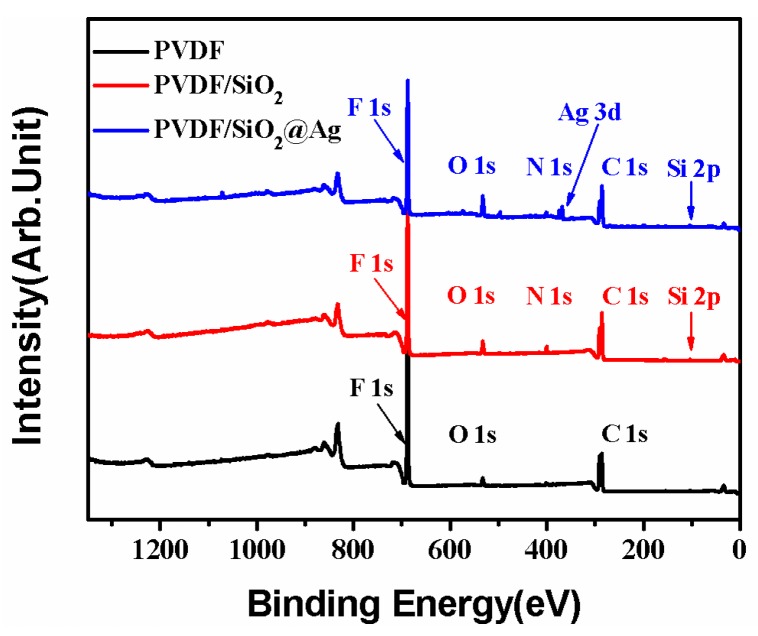 PVDF
PVDF/SiO₂
PVDF/SiO₂@Ag
F 1s
Ag 3d
O 1s N 1s C 1s Si 2p
F 1s
O 1s N 1s C 1s Si 2p
F 1s
O 1s C 1s
Intensity(Arb.Unit)
1200 1000 800 600 400 200 0
Binding Energy(eV)